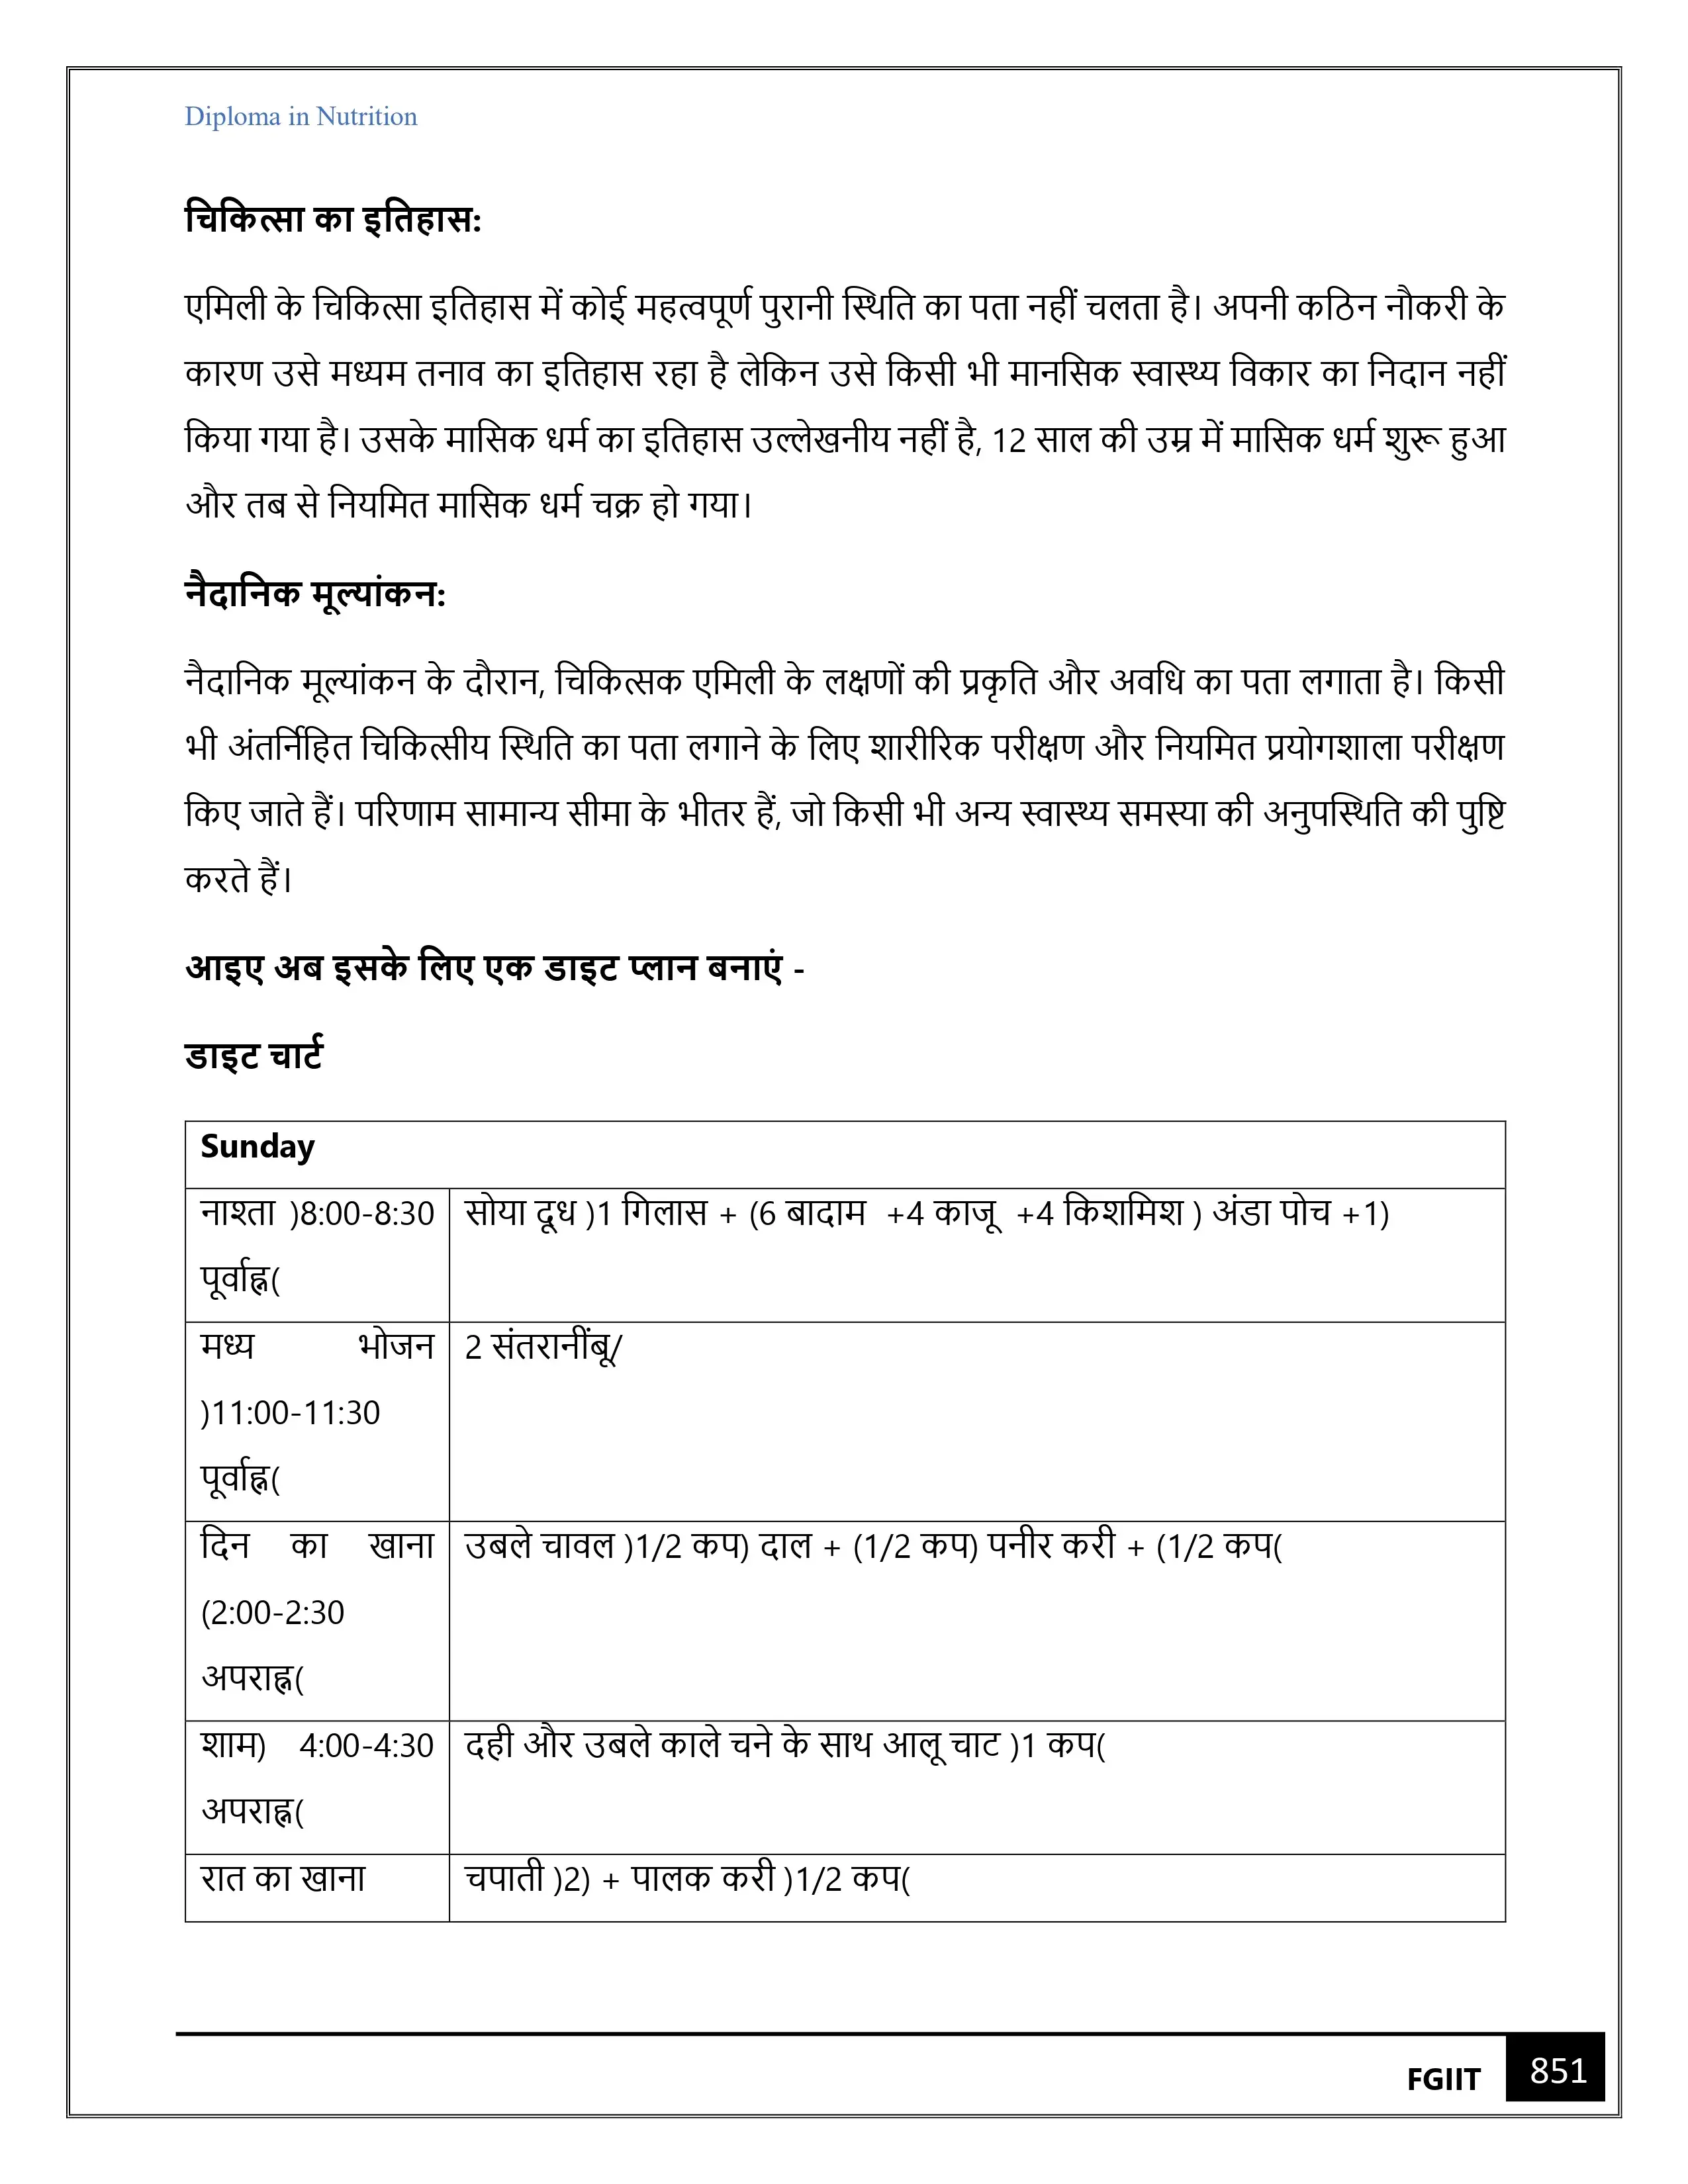 Diploma in Nutrition
चिकित्सा का इतिहास:
एमिली के चिकित्सा इतिहास में कोई महत्वपूर्ण पुरानी स्थिति का पता नहीं चलता है। अपनी कठिन नौकरी के
कारण उसे मध्यम तनाव का इतिहास रहा है लेकिन उसे किसी भी मानसिक स्वास्थ्य विकार का निदान नहीं
किया गया है। उसके मासिक धर्म का इतिहास उल्लेखनीय नहीं है, 12 साल की उम्र में मासिक धर्म शुरू हुआ
और तब से नियमित मासिक धर्म चक्र हो गया।
नैदानिक मूल्यांकन:
नैदानिक मूल्यांकन के दौरान, चिकित्सक एमिली के लक्षणों की प्रकृति और अवधि का पता लगाता है। किसी
भी अंतर्निहित चिकित्सीय स्थिति का पता लगाने के लिए शारीरिक परीक्षण और नियमित प्रयोगशाला परीक्षण
किए जाते हैं। परिणाम सामान्य सीमा के भीतर हैं, जो किसी भी अन्य स्वास्थ्य समस्या की अनुपस्थिति की पुष्टि
करते हैं।
आइए अब इसके लिए एक डाइट प्लान बनाएं -
डाइट चार्ट
Sunday
नाश्ता )8:00-8:30
पूर्वाह्न(
सोया दूध )1 गिलास + (6 बादाम +4 काजू +4 किशमिश ) अंडा पोच +1)
मध्य भोजन
)11:00-11:30
पूर्वाह्न(
2 संतरानींबू/
दिन का खाना
(2:00-2:30
अपराह्न(
उबले चावल )1/2 कप) दाल + (1/2 कप) पनीर करी + (1/2 कप(
शाम) 4:00-4:30
अपराह्न(
दही और उबले काले चने के साथ आलू चाट )1 कप(
रात का खाना
चपाती )2) + पालक करी )1/2 कप(
FGIIT
851